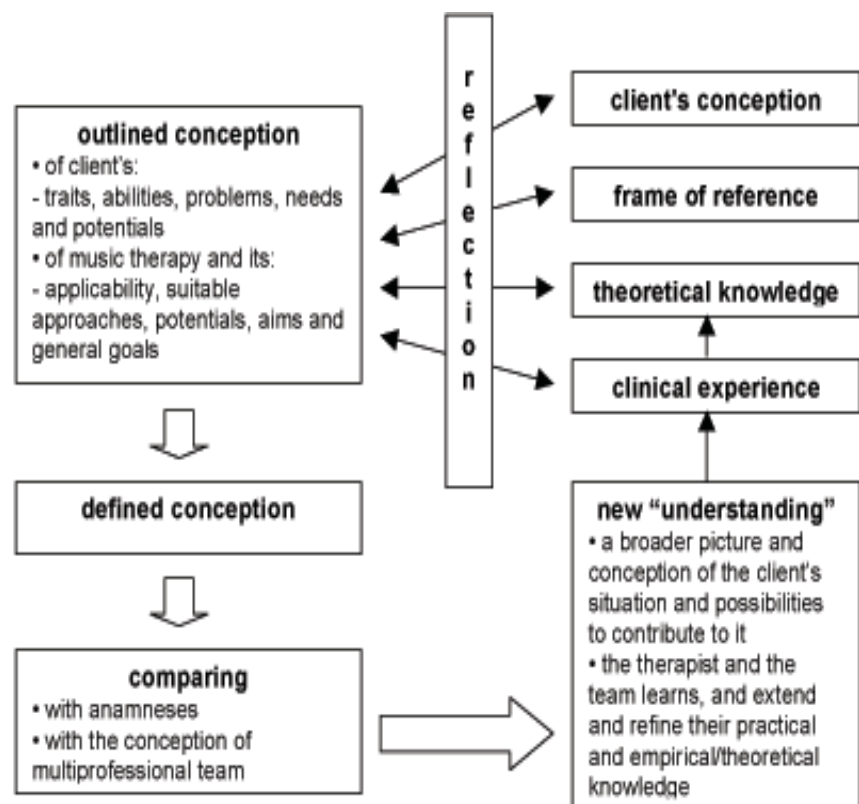 outlined conception
• of client's:
- traits, abilities, problems, needs
and potentials
• of music therapy and its:
- applicability, suitable
approaches, potentials, aims and
general goals
defined conception
comparing
• with anamneses
• with the conception of
multiprofessional team
reflection
client's conception
frame of reference
theoretical knowledge
clinical experience
new “understanding”
• a broader picture and
conception of the client's
situation and possibilities
to contribute to it
• the therapist and the
team learns, and extend
and refine their practical
and empirical/theoretical
knowledge